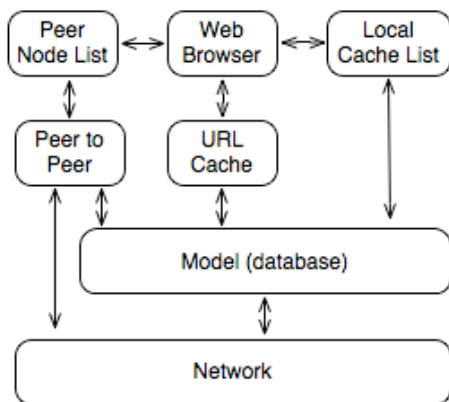 Peer
Node List
Web
Browser
Local
Cache List
Peer to
Peer
URL
Cache
Model (database)
Network